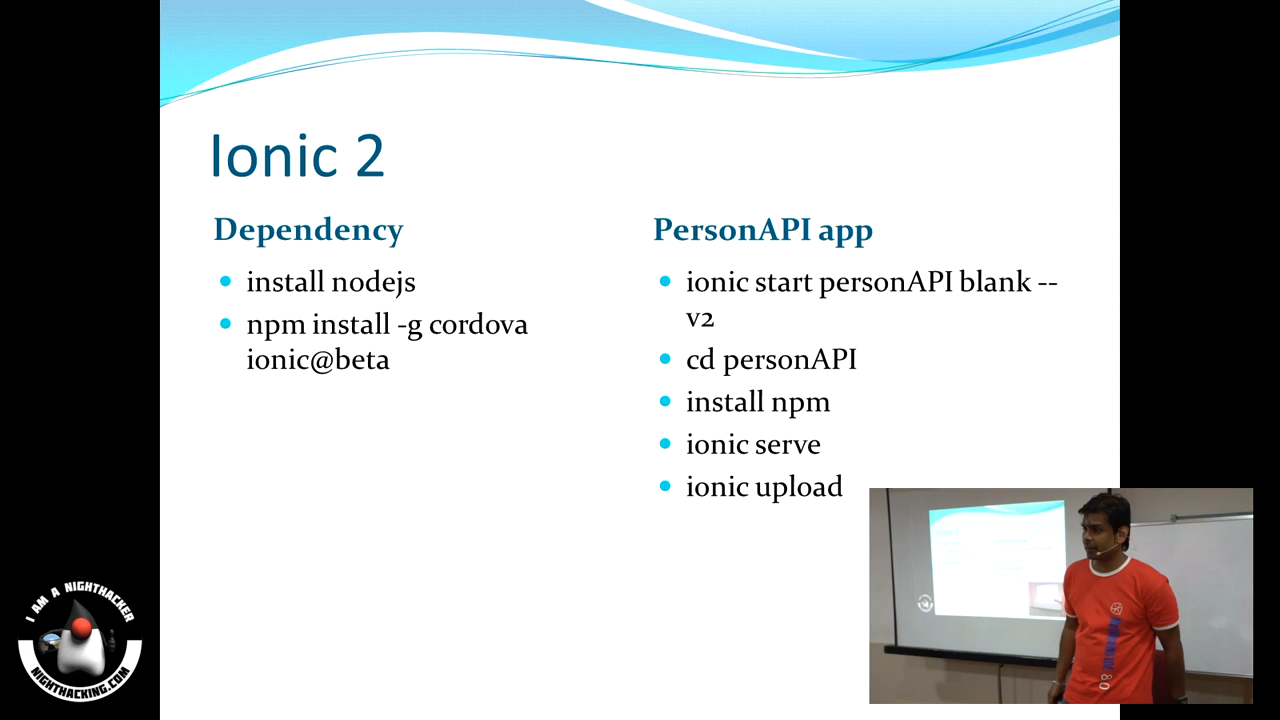 Ionic 2
Dependency
install nodejs
npm install -g cordova
ionic@beta
PersonAPI app
ionic start personAPI blank --
v2
cd personAPI
install npm
ionic serve
ionic upload
I AM A NIGHTHACKER
NIGHTHACKING.COM
80